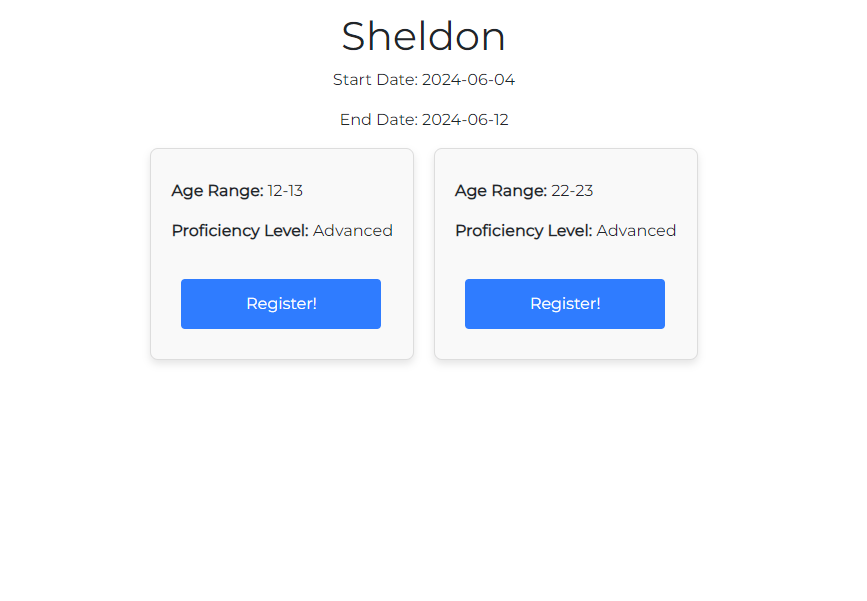 Sheldon
Start Date: 2024-06-04
End Date: 2024-06-12
Age Range: 12-13
Proficiency Level: Advanced
Register!
Age Range: 22-23
Proficiency Level: Advanced
Register!